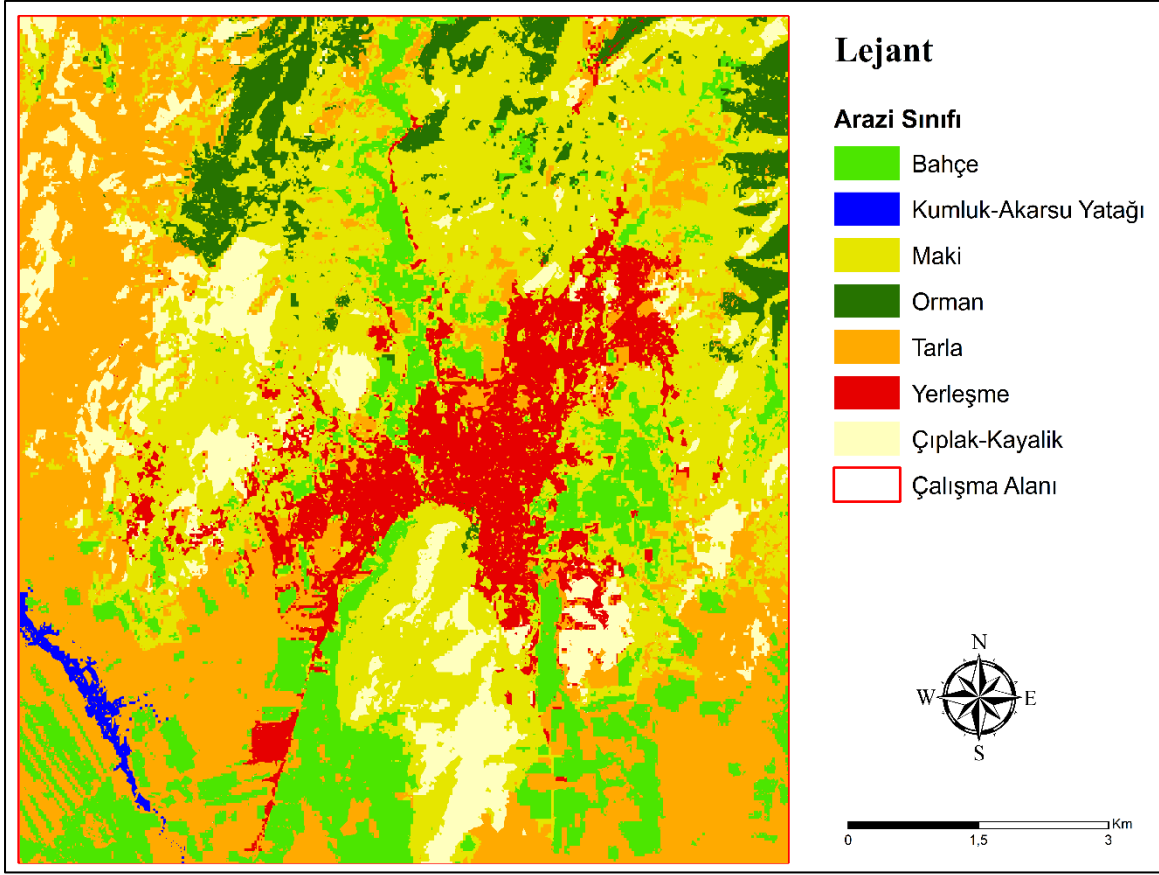 Lejant
Arazi Sınıfı
Bahçe
Kumluk-Akarsu Yatağı
Maki
Orman
Tarla
Yerleşme
Çıplak-Kayalik
Çalışma Alanı
N
W E
S
Km
0 1,5 3